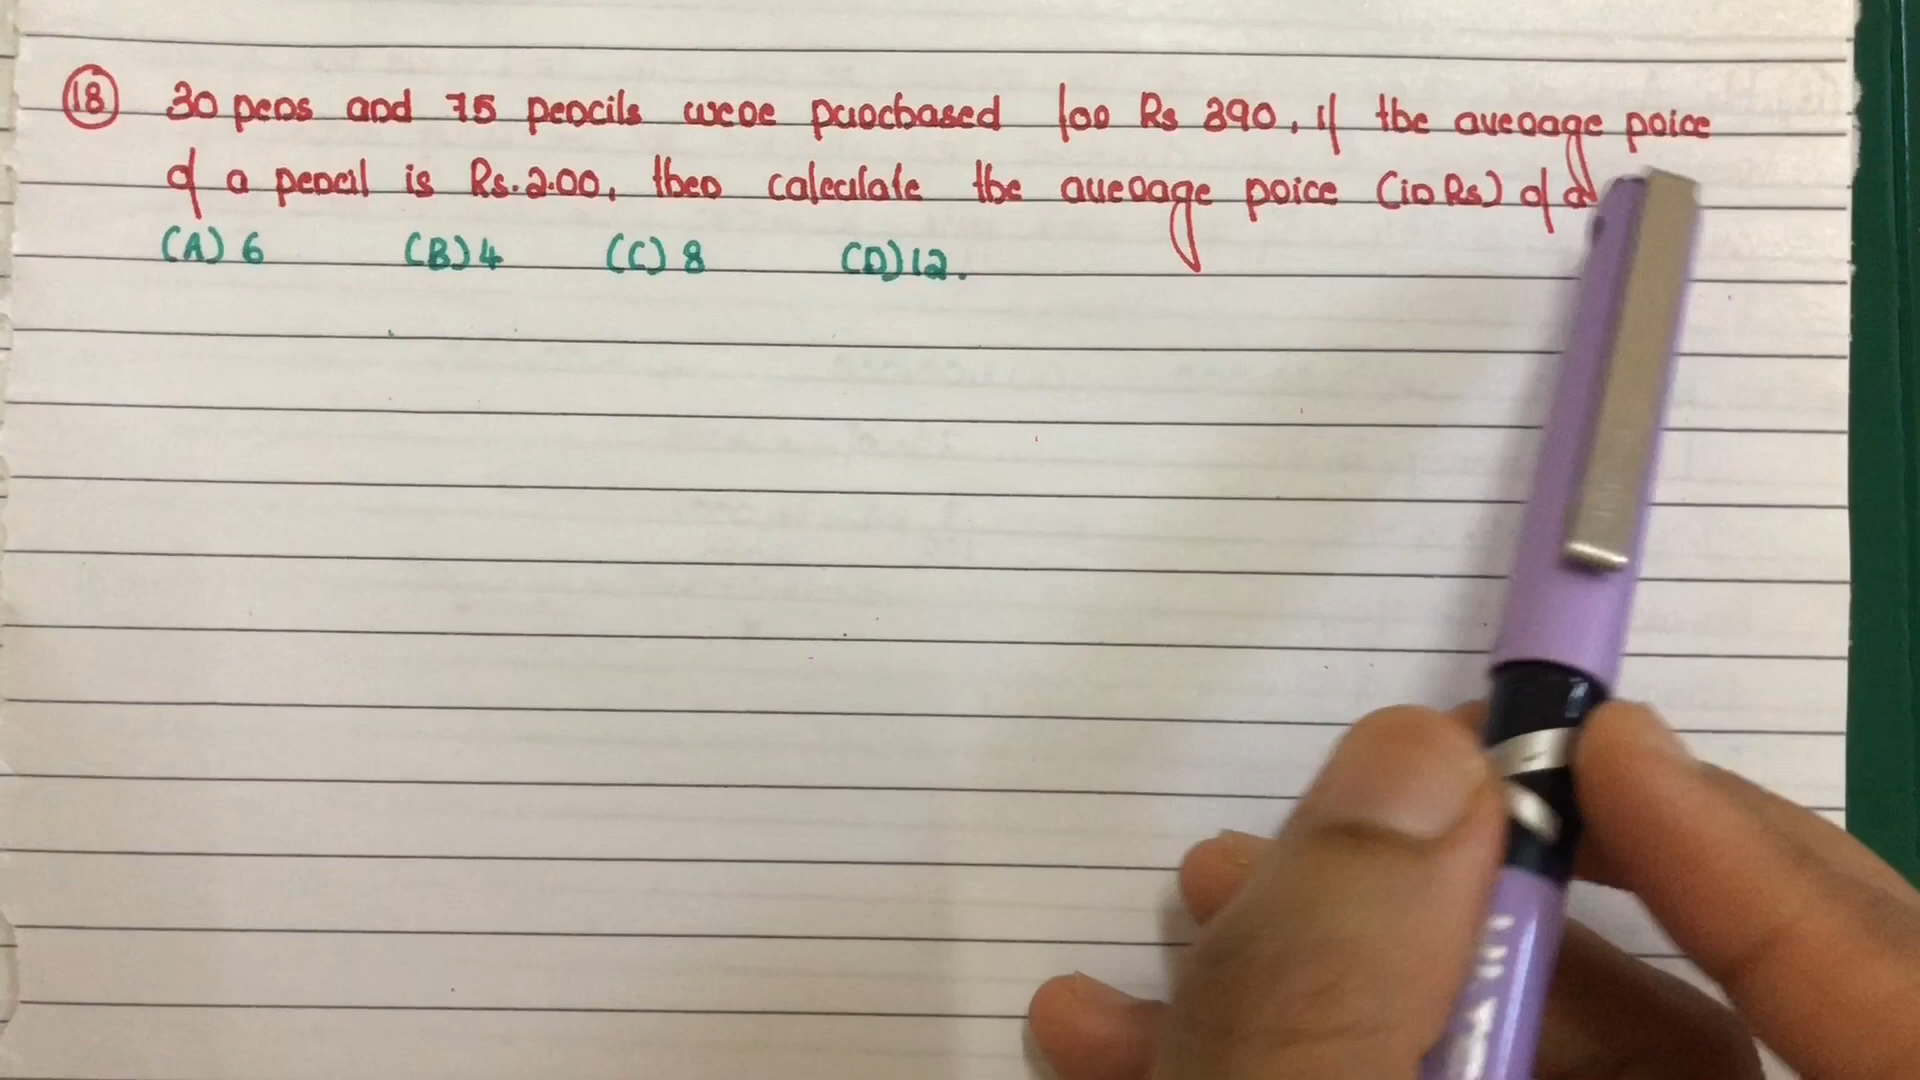 18 30 pens and 75 pencils were purchased for Rs 390, if the average price
of a pencil is Rs.2.00, then calculate the average price (in Rs) of a
(A) 6 (B) 4 (C) 8 (D) 12.